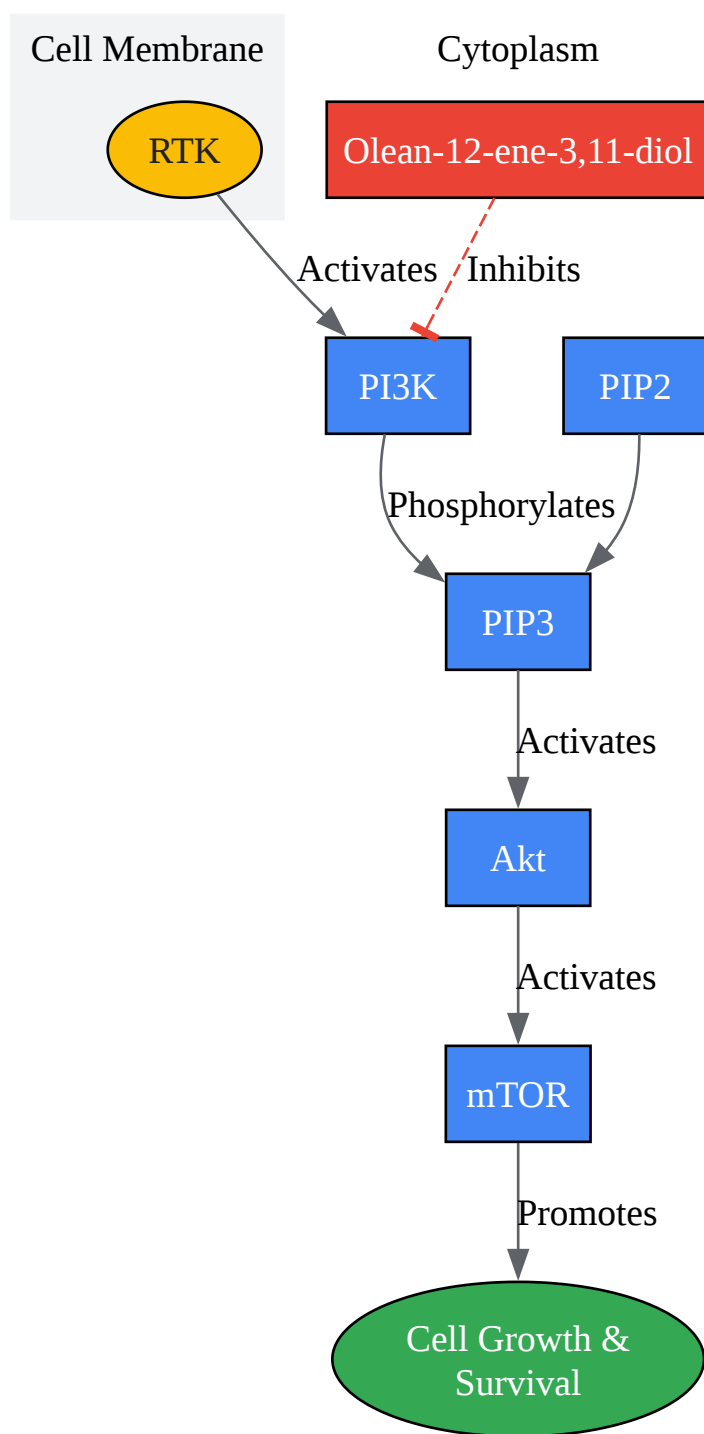 Cell Membrane
Cytoplasm
RTK
Olean-12-ene-3,11-diol
Activates
Inhibits
PI3K
PIP2
Phosphorylates
PIP3
Activates
Akt
Activates
mTOR
Promotes
Cell Growth &
Survival